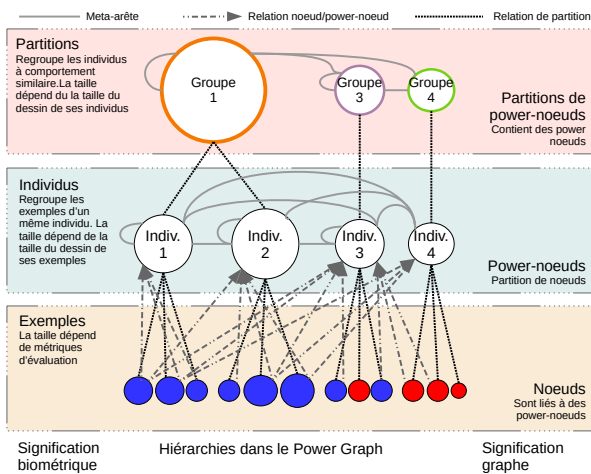 Meta-arête
Relation noeud/power-noeud
Relation de partition
Partitions
Regroupe les individus
à comportement
similaire.La taille
dépend du la taille du
dessin de ses individus
Groupe
1
Groupe
3
Groupe
4
Partitions de
power-noeuds
Contient des power
noeuds
Individus
Regroupe les
exemples d'un
même individu. La
taille dépend de la
taille du dessin de
ses exemples
Indiv.
1
Indiv.
2
Indiv.
3
Indiv.
4
Power-noeuds
Partition de noeuds
Exemples
La taille dépend
de métriques
d'évaluation
Noeuds
Sont liés à des
power-noeuds
Signification
biométrique
Hiérarchies dans le Power Graph
Signification
graphe